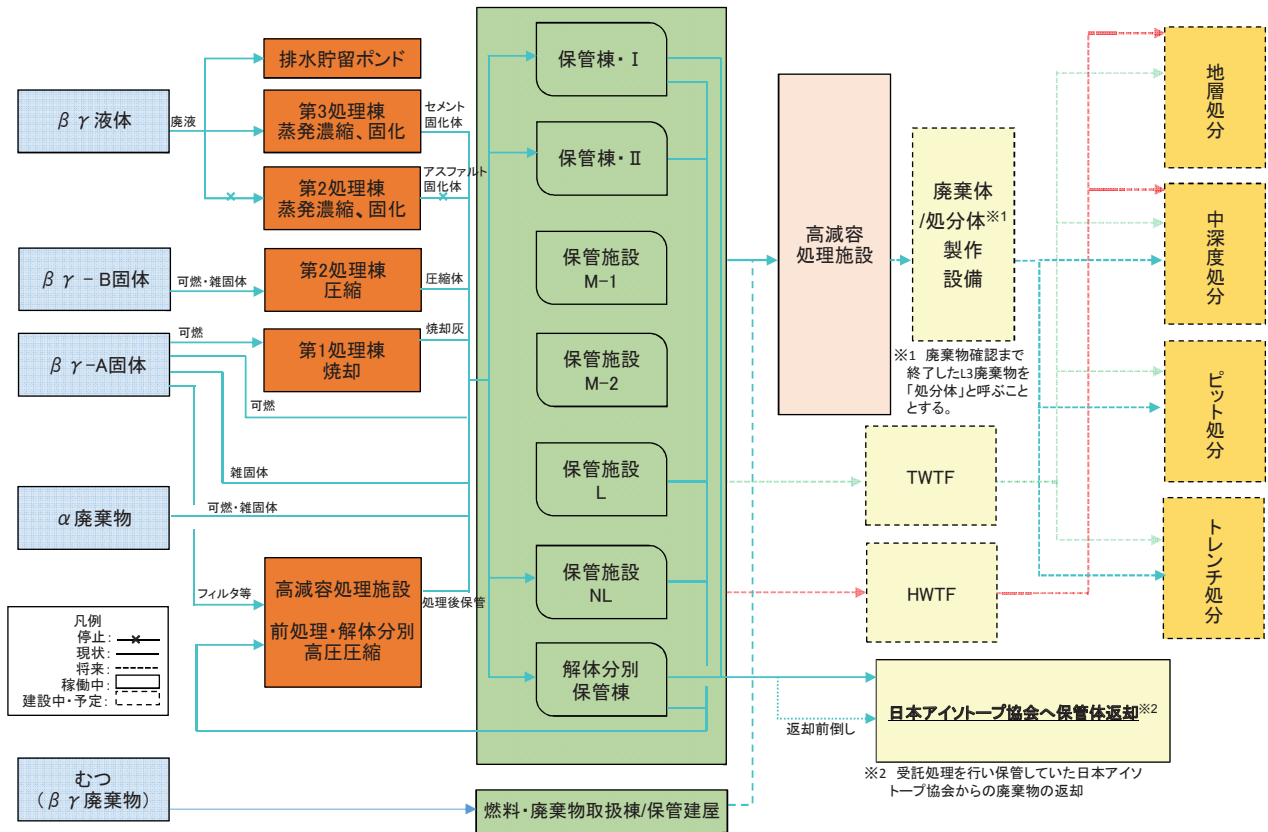 βγ液体
廃液
排水貯留ポンド
第3処理棟
蒸発濃縮、固化
セメント
固化体
第2処理棟
蒸発濃縮、固化
アスファルト
固化体
βγ-B固体
可燃・雑固体
第2処理棟
圧縮
圧縮体
βγ-A固体
可燃
第1処理棟
焼却
焼却灰
可燃
雑固体
α廃棄物
可燃・雑固体
フィルタ等
高減容処理施設
前処理・解体分別
高圧圧縮
処理後保管
凡例
停止:
現状:
将来:
稼働中:
建設中・予定:
むつ
(βγ廃棄物)
保管棟・Ⅰ
保管棟・Ⅱ
保管施設
M-1
保管施設
M-2
保管施設
L
保管施設
NL
解体分別
保管棟
燃料・廃棄物取扱棟/保管建屋
高減容
処理施設
廃棄体
/処分体※1
製作
設備
※1 廃棄物確認まで
終了したL3廃棄物を
「処分体」と呼ぶこと
とする。
TWTF
HWTF
返却前倒し
日本アイソトープ協会へ保管体返却※2
※2 受託処理を行い保管していた日本アイソ
トープ協会からの廃棄物の返却
地層処分
中深度処分
ピット処分
トレンチ処分